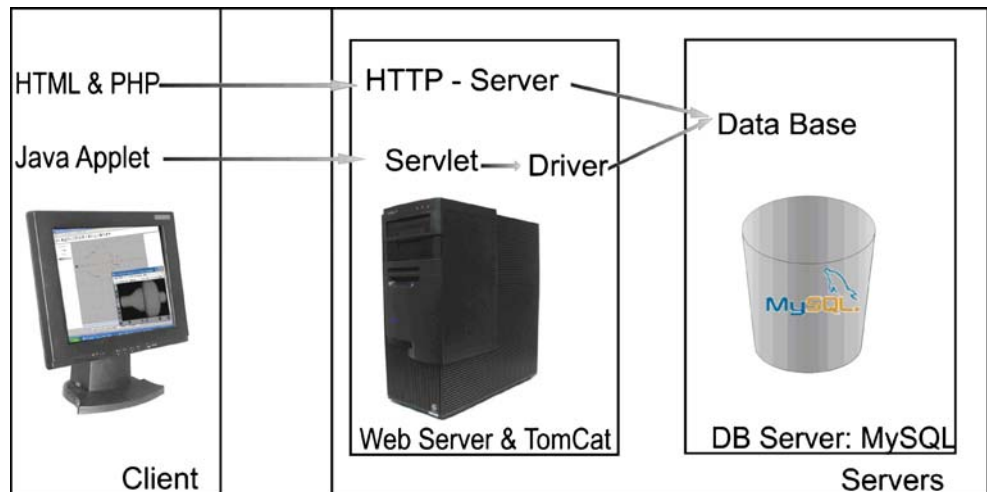 HTML & PHP
HTTP - Server
Data Base
Java Applet
Servlet
Driver
MySQL
Web Server & TomCat
DB Server: MySQL
Client
Servers